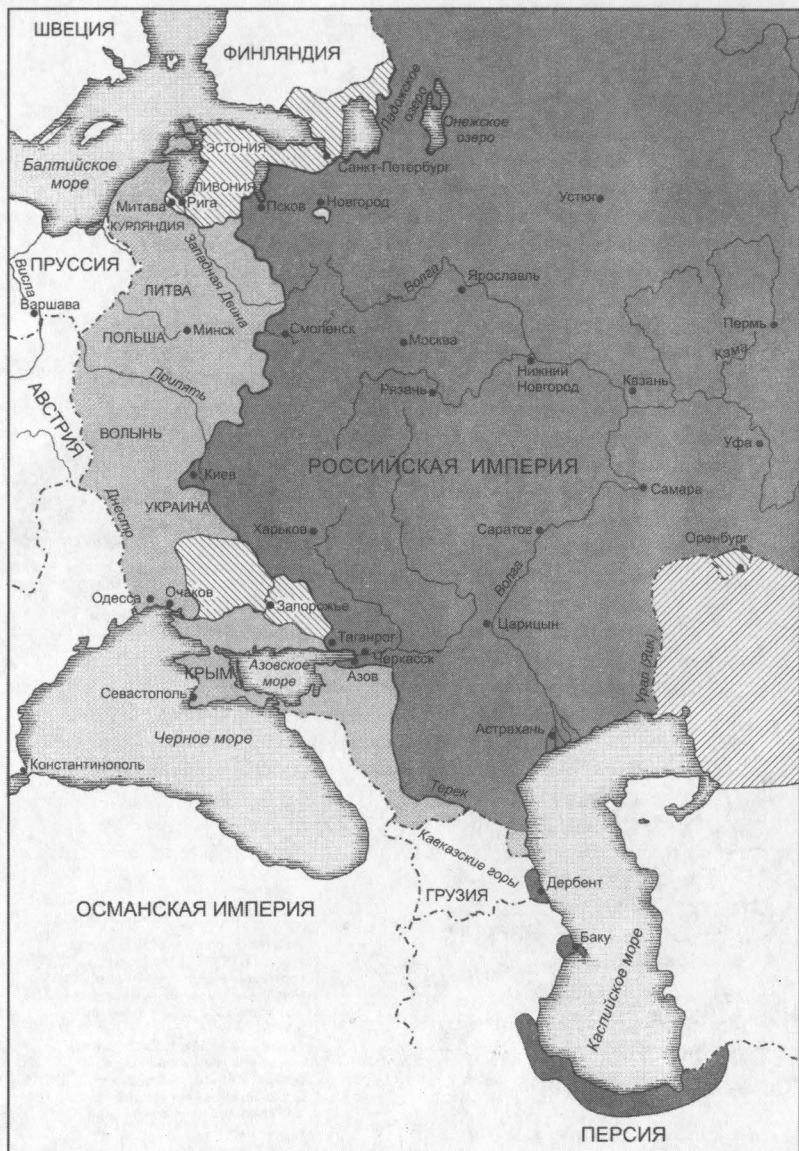 ШВЕЦИЯ
ФИНЛЯНДИЯ
Ладожское
озеро
Онежское
озеро
Балтийское
море
ЭСТОНИЯ
Санкт-Петербург
ЛИВОНИЯ
Митава
Рига
Псков
Новгород
Устюг
КУРЛЯНДИЯ
ПРУССИЯ
Западная Двина
Висла
Варшава
ЛИТВА
Волга
Ярославль
ПОЛЬША
Минск
Смоленск
Москва
Пермь
Кама
Нижний
Новгород
Припять
Рязань
Казань
АВСТРИЯ
ВОЛЫНЬ
Уфа
Киев
РОССИЙСКАЯ ИМПЕРИЯ
Самара
Днестр
УКРАИНА
Харьков
Саратов
Оренбург
Волга
Одесса
Очаков
Запорожье
Царицын
Таганрог
Черкасск
Азов
КРЫМ
Азовское
море
Урал (Яик)
Севастополь
Черное море
Астрахань
Константинополь
Терек
Кавказские горы
ГРУЗИЯ
Дербент
ОСМАНСКАЯ ИМПЕРИЯ
Баку
Каспийское море
ПЕРСИЯ